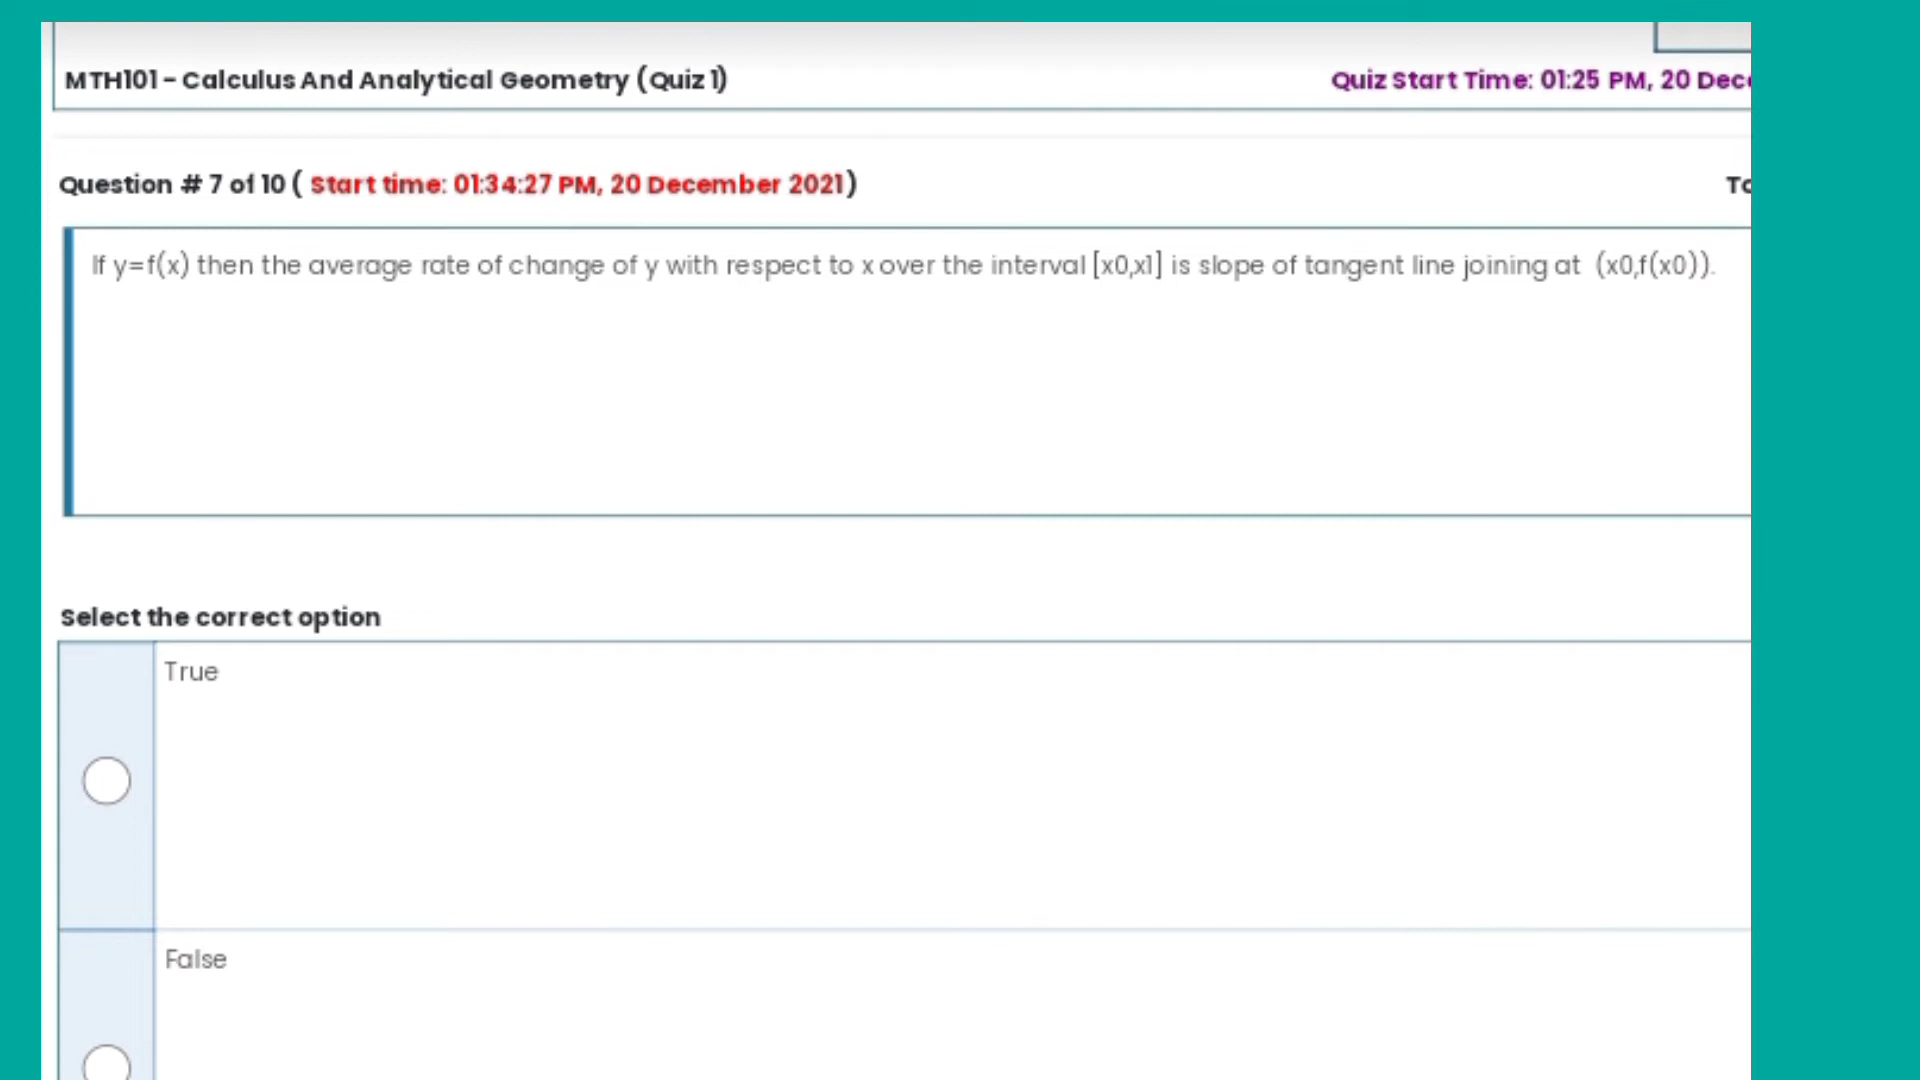 MTH101 - Calculus And Analytical Geometry (Quiz 1)
Quiz Start Time: 01:25 PM, 20
Question # 7 of 10 ( Start time: 01:34:27 PM, 20 December 2021)
If y=f(x) then the average rate of change of y with respect to x over the interval [x0,x1] is slope of tangent line joining at (x0,f(x0)).
Select the correct option
True
False